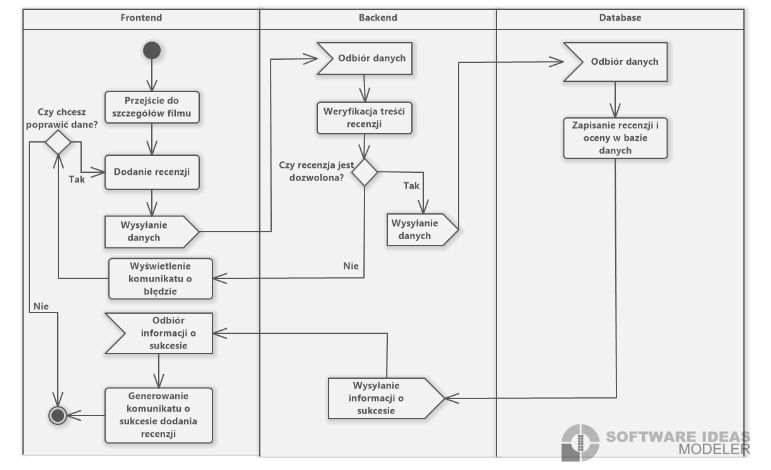 Frontend
Backend
Database
Przejście do
szczegółów filmu
Dodanie recenzji
Wysyłanie
danych
Wyświetlenie
komunikatu o
błędzie
Czy chcesz
poprawić dane?
Tak
Nie
Odbiór
informacji o
sukcesie
Generowanie
komunikatu o
sukcesie dodania
recenzji
Odbiór danych
Weryfikacja treści
recenzji
Czy recenzja jest
dozwolona?
Tak
Wysyłanie
danych
Nie
Wysyłanie
informacji o
sukcesie
Odbiór danych
Zapisanie recenzji i
oceny w bazie
danych
SOFTWARE IDEAS
MODELER